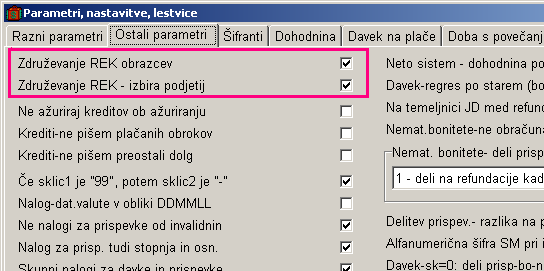 Parametri, nastavitve, lestvice
Razni parametri
Ostali parametri
Šifranti
Dohodnina
Davek na plače
Doba s povečanj
Združevanje REK obrazcev
Združevanje REK - izbira podjetij
Ne ažuriraj kreditov ob ažuriranju
Krediti-ne pišem plačanih obrokov
Krediti-ne pišem preostali dolg
Če sklic1 je "99", potem sklic2 je "-"
Nalog-dat.valute v obliki DDMMLL
Ne nalogi za prispevke od invalidnin
Nalog za prisp. tudi stopnja in osn.
Skupni nalogi za davke in prispevke
Neto sistem - dohodnina po
Davek-regres po starem (bo
Na temeljnici JD med refund
Nemat.bonitete-ne obračuna
Nemat. bonitete- deli prisp
1 - deli na refundacije kad
Delitev prispev.- razlika na p
Alfanumerična šifra SM pri i
Davek-sk=0: deli prisp-bo-n